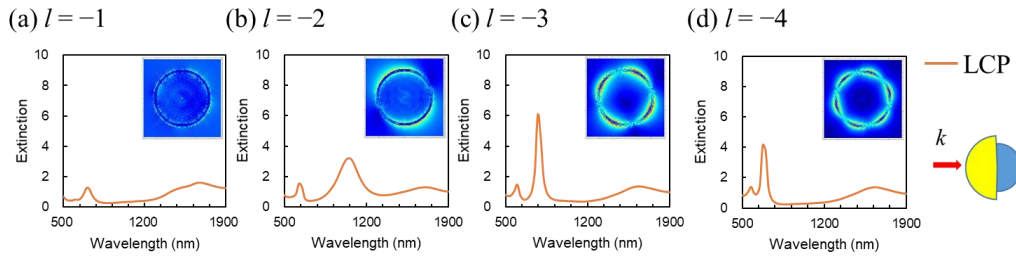 (a) l = −1
(b) l = −2
(c) l = −3
(d) l = −4
10
8
6
4
2
0
Extinction
500
1200
1900
Wavelength (nm)
10
8
6
4
2
0
Extinction
500
1200
1900
Wavelength (nm)
10
8
6
4
2
0
Extinction
500
1200
1900
Wavelength (nm)
10
8
6
4
2
0
Extinction
500
1200
1900
Wavelength (nm)
LCP
k